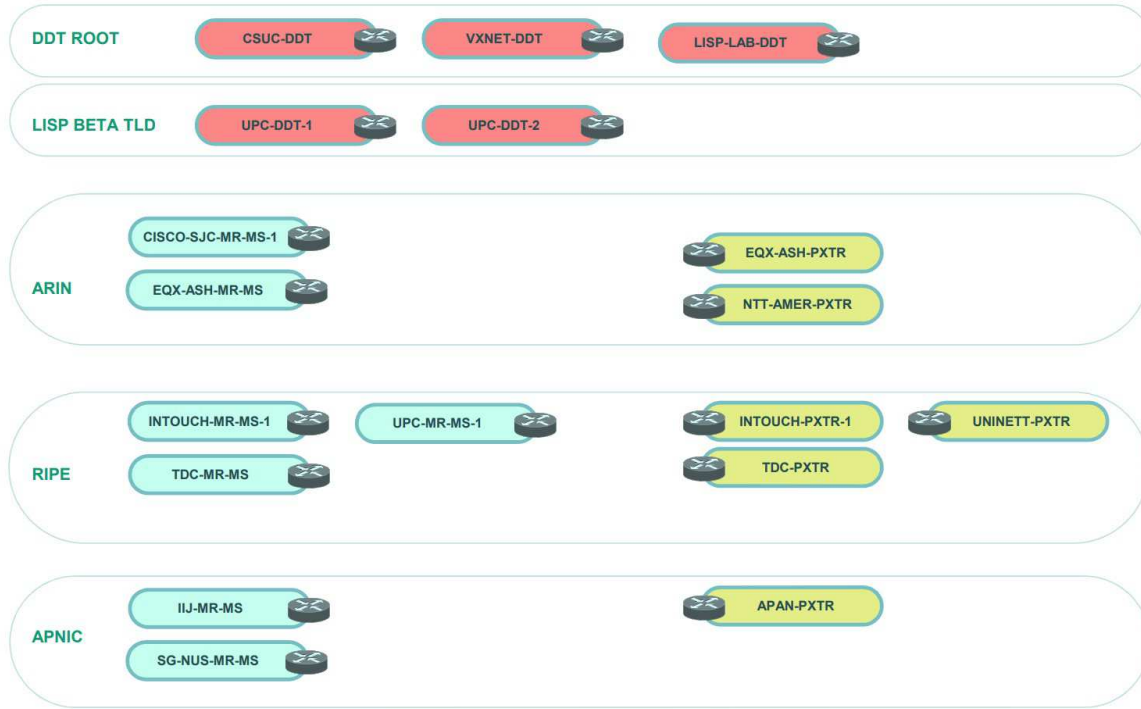 DDT ROOT
CSUC-DDT
VXNET-DDT
LISP-LAB-DDT
LISP BETA TLD
UPC-DDT-1
UPC-DDT-2
ARIN
CISCO-SJC-MR-MS-1
EQX-ASH-MR-MS
EQX-ASH-PXTR
NTT-AMER-PXTR
RIPE
INTOUCH-MR-MS-1
UPC-MR-MS-1
TDC-MR-MS
INTOUCH-PXTR-1
UNINETT-PXTR
TDC-PXTR
APNIC
IIJ-MR-MS
SG-NUS-MR-MS
APAN-PXTR